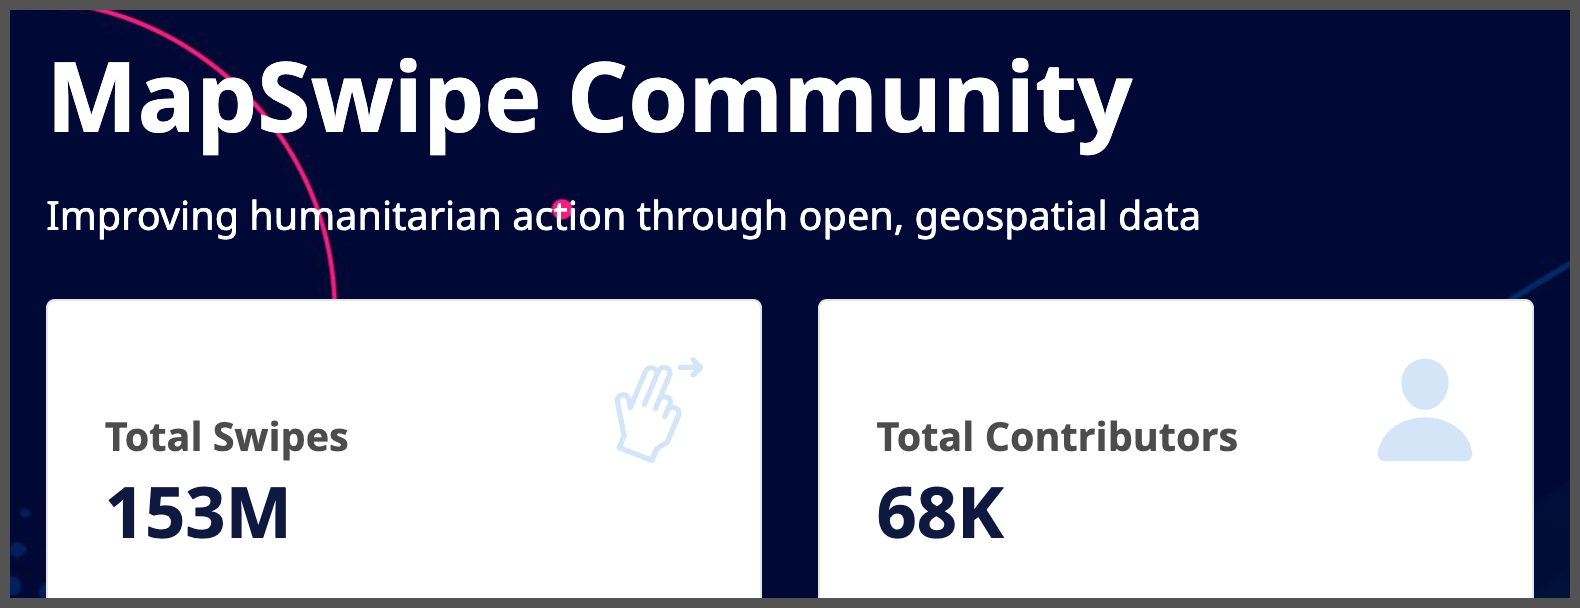 MapSwipe Community
Improving humanitarian action through open, geospatial data
Total Swipes
153M
Total Contributors
68K